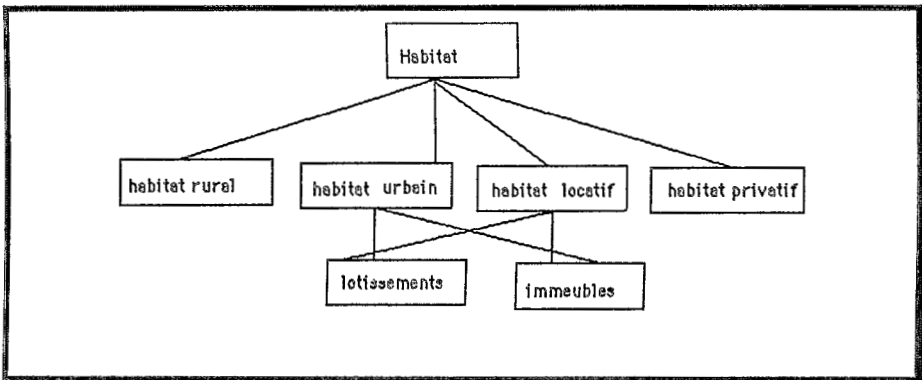 Habitat
habitat rural
habitat urbain
habitat locatif
habitat privatif
lotissements
immeubles